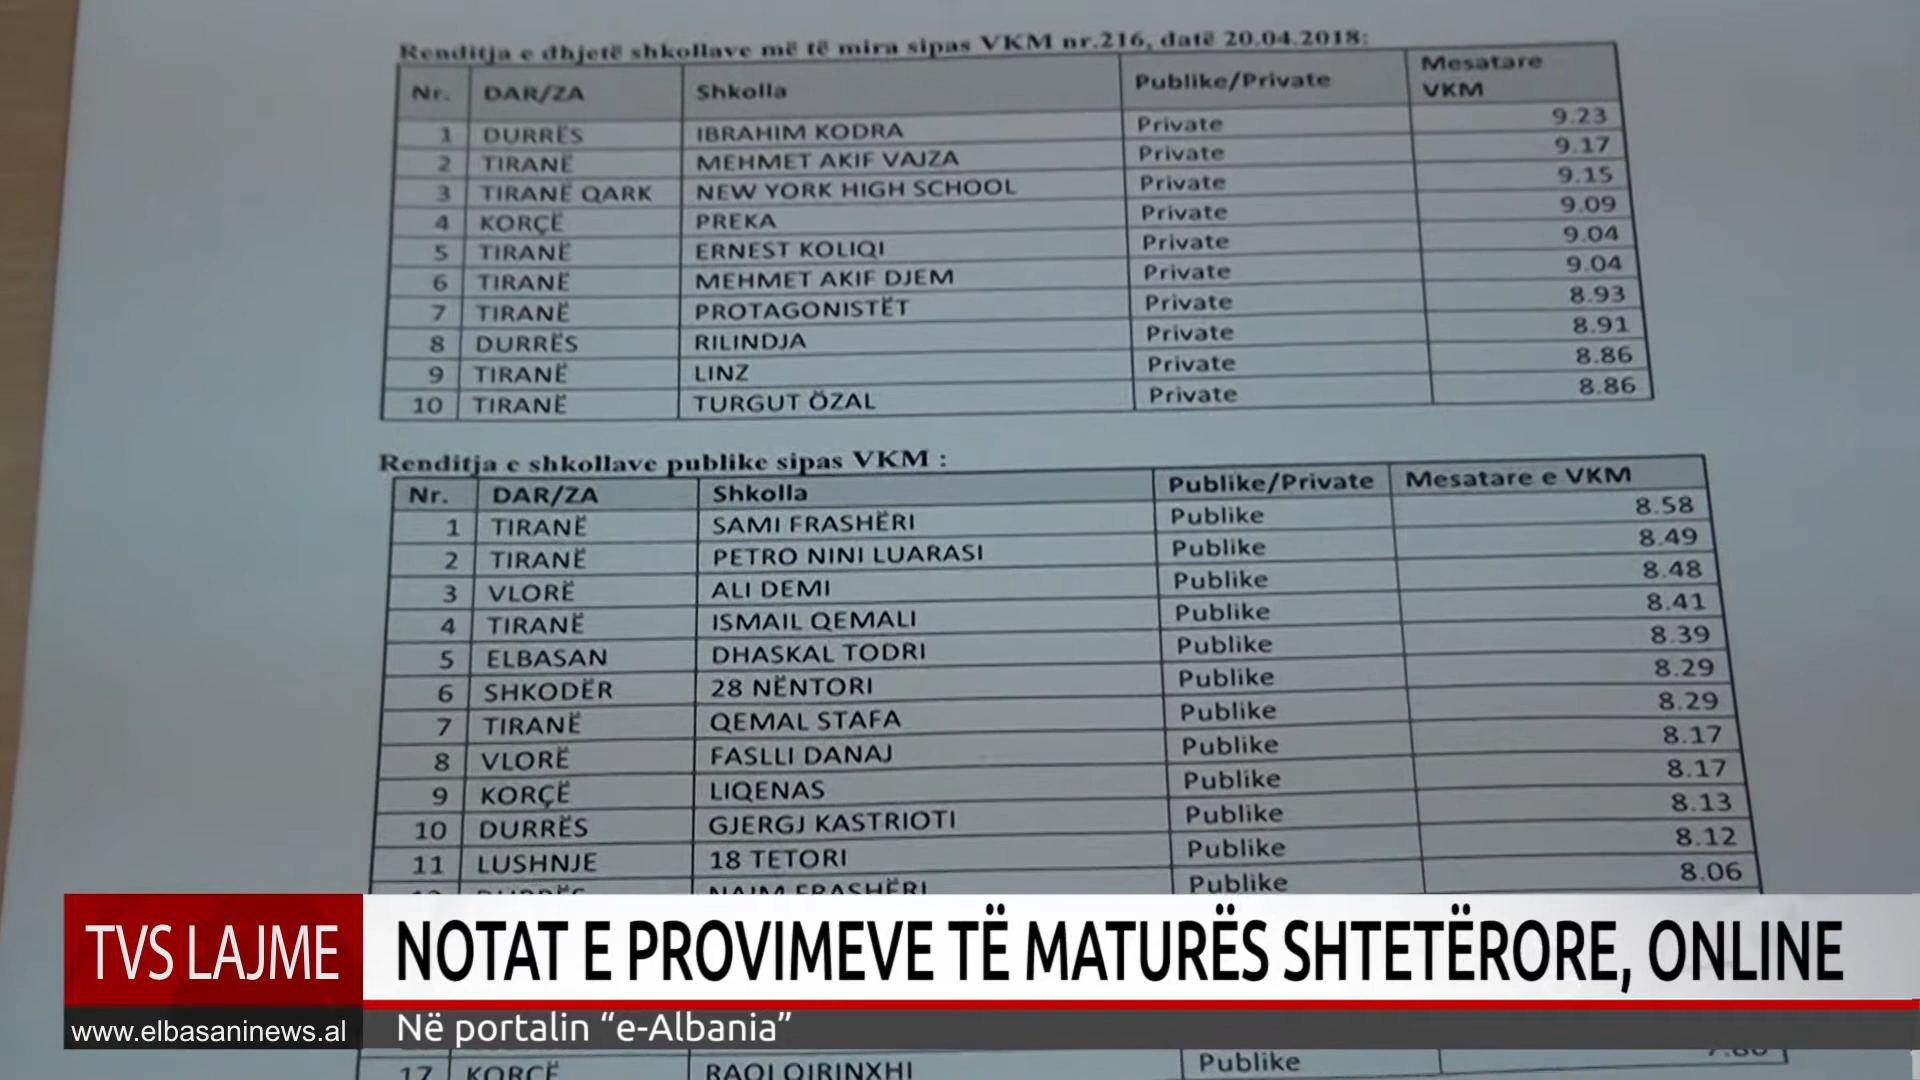 Renditja e dhjetë shkollave më të mira sipas VKM nr.216, datë 20.04.2018:
Nr. DAR/ZA Shkolla Publike/Private Mesatare VKM
1 DURRËS IBRAHIM KODRA Private 9.23
2 TIRANË MEHMET AKIF VAJZA Private 9.17
3 TIRANË QARK NEW YORK HIGH SCHOOL Private 9.15
4 KORÇË PREKA Private 9.09
5 TIRANË ERNEST KOLIQI Private 9.04
6 TIRANË MEHMET AKIF DJEM Private 9.04
7 TIRANË PROTAGONISTËT Private 8.93
8 DURRËS RILINDJA Private 8.91
9 TIRANË LINZ Private 8.86
10 TIRANË TURGUT ÖZAL Private 8.86
Renditja e shkollave publike sipas VKM :
Nr. DAR/ZA Shkolla Publike/Private Mesatare e VKM
1 TIRANË SAMI FRASHËRI Publike 8.58
2 TIRANË PETRO NINI LUARASI Publike 8.49
3 VLORË ALI DEMI Publike 8.48
4 TIRANË ISMAIL QEMALI Publike 8.41
5 ELBASAN DHASKAL TODRI Publike 8.39
6 SHKODËR 28 NËNTORI Publike 8.29
7 TIRANË QEMAL STAFA Publike 8.29
8 VLORË FASLLI DANAJ Publike 8.17
9 KORÇË LIQENAS Publike 8.17
10 DURRËS GJERGJ KASTRIOTI Publike 8.13
11 LUSHNJE 18 TETORI Publike 8.12
DURRËS NAIM FRASHËRI Publike 8.06
TVS LAJME
NOTAT E PROVIMEVE TË MATURËS SHTETËRORE, ONLINE
www.elbasaninews.al
Në portalin “e-Albania”
17 KORÇË RAQI QIRINXHI Publike